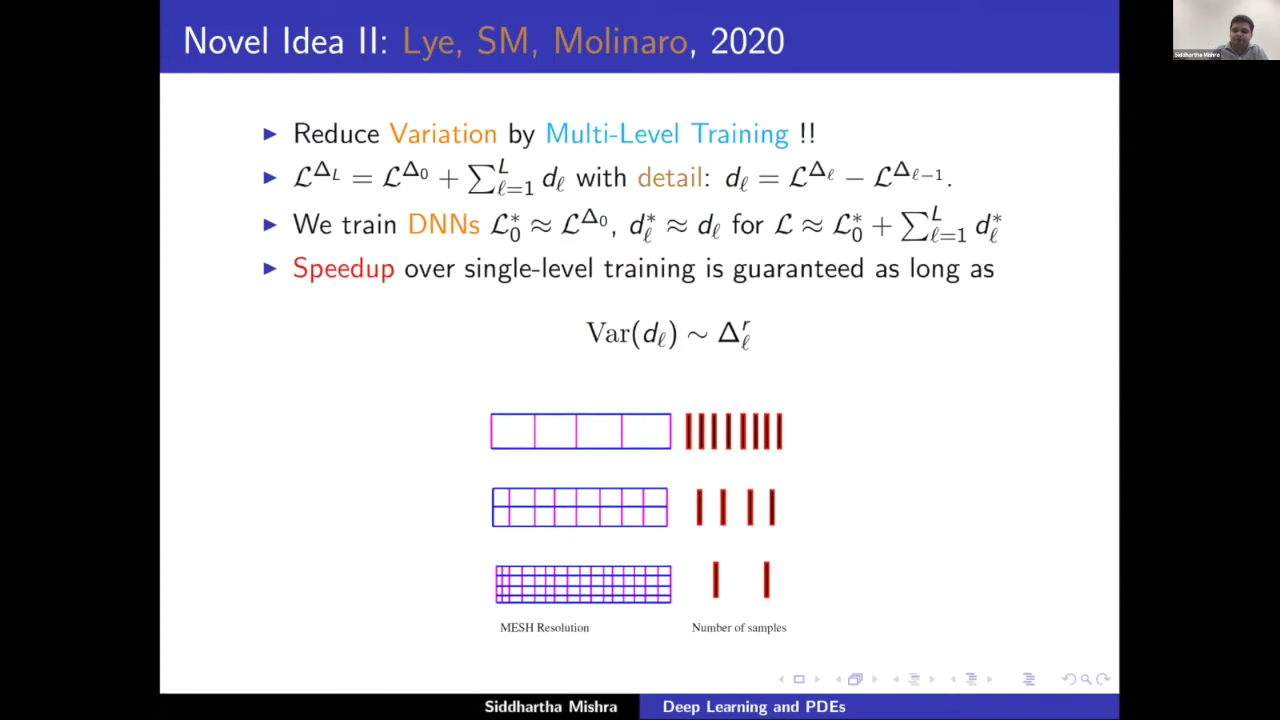 Novel Idea II: Lye, SM, Molinaro, 2020
Siddhartha Mishra
▶ Reduce Variation by Multi-Level Training !!
▶ ℒ^{Δ_L} = ℒ^{Δ_0} + ∑_{ℓ=1}^{L} d_ℓ with detail: d_ℓ = ℒ^{Δ_ℓ} − ℒ^{Δ_{ℓ−1}}.
▶ We train DNNs ℒ_0^* ≈ ℒ^{Δ_0}, d_ℓ^* ≈ d_ℓ for ℒ ≈ ℒ_0^* + ∑_{ℓ=1}^{L} d_ℓ^*
▶ Speedup over single-level training is guaranteed as long as
Var(d_ℓ) ∼ Δ_ℓ^r
MESH Resolution Number of samples
Siddhartha Mishra Deep Learning and PDEs